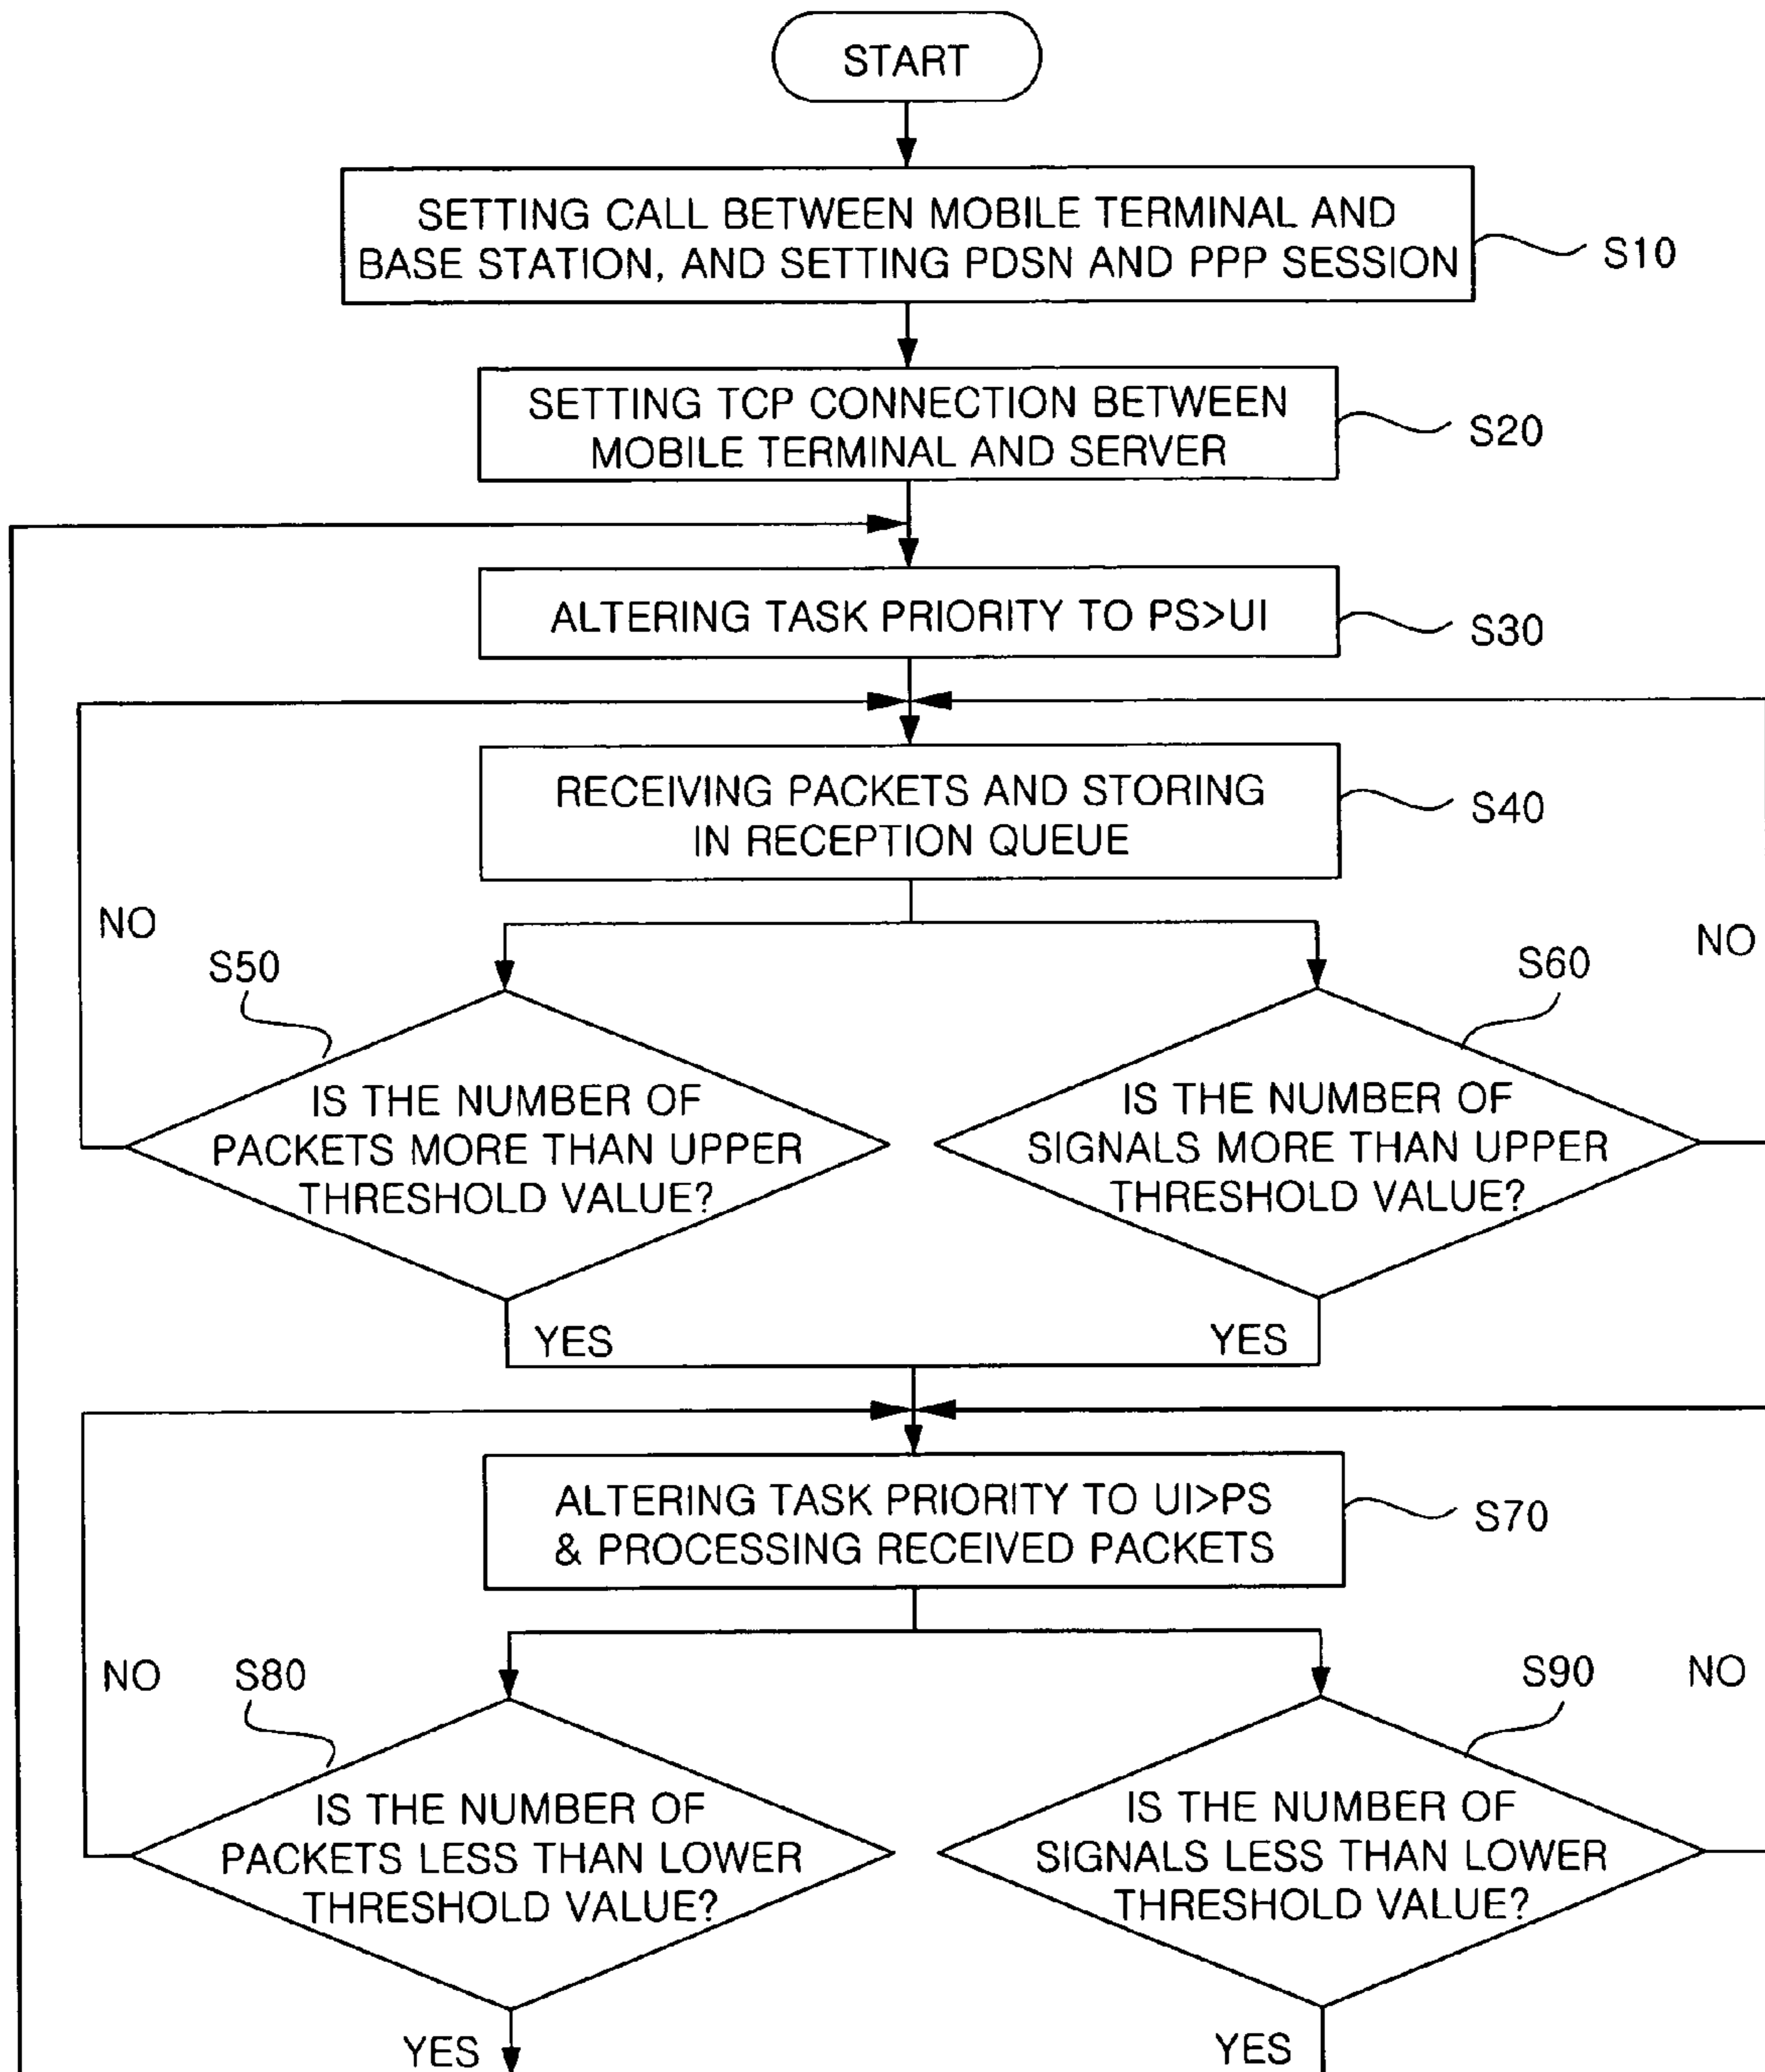 START
SETTING CALL BETWEEN MOBILE TERMINAL AND
BASE STATION, AND SETTING PDSN AND PPP SESSION
S10
SETTING TCP CONNECTION BETWEEN
MOBILE TERMINAL AND SERVER
S20
ALTERING TASK PRIORITY TO PS>UI
S30
RECEIVING PACKETS AND STORING
IN RECEPTION QUEUE
S40
NO
NO
S50
S60
IS THE NUMBER OF
PACKETS MORE THAN UPPER
THRESHOLD VALUE?
IS THE NUMBER OF
SIGNALS MORE THAN UPPER
THRESHOLD VALUE?
YES
YES
ALTERING TASK PRIORITY TO UI>PS
& PROCESSING RECEIVED PACKETS
S70
NO
S80
S90
NO
IS THE NUMBER OF
PACKETS LESS THAN LOWER
THRESHOLD VALUE?
IS THE NUMBER OF
SIGNALS LESS THAN LOWER
THRESHOLD VALUE?
YES
YES